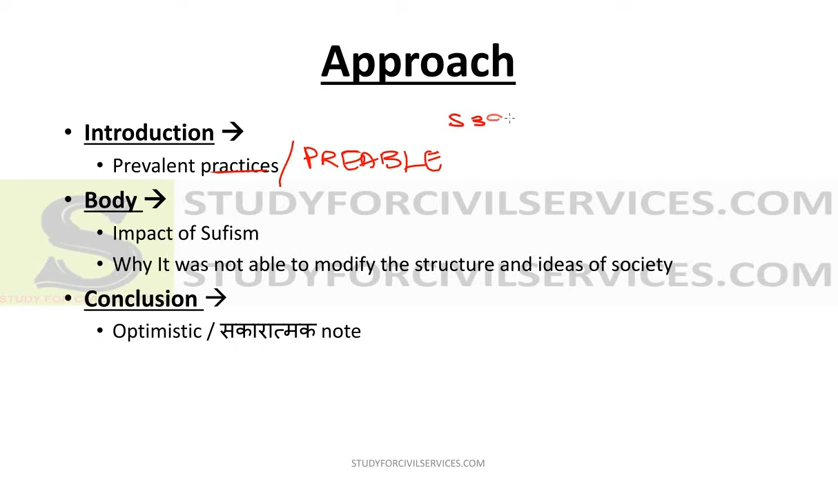 Approach
• Introduction →
• Prevalent practices / PREABLE
• Body →
• Impact of Sufism
• Why It was not able to modify the structure and ideas of society
• Conclusion →
• Optimistic / सकारात्मक note
STUDYFORCIVILSERVICES.COM
STUDYFORCIVILSERVICES.COM
STUDYFORCIVILSERVICES.COM